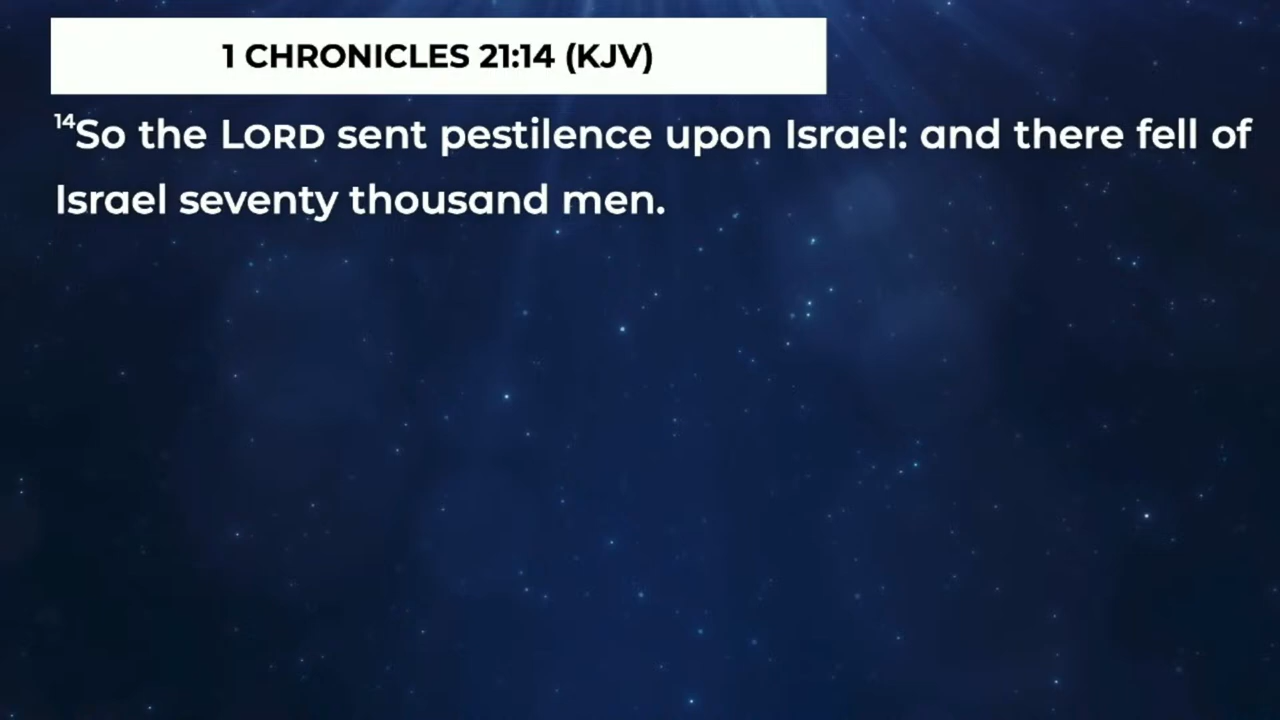 1 CHRONICLES 21:14 (KJV)
14So the LORD sent pestilence upon Israel: and there fell of
Israel seventy thousand men.